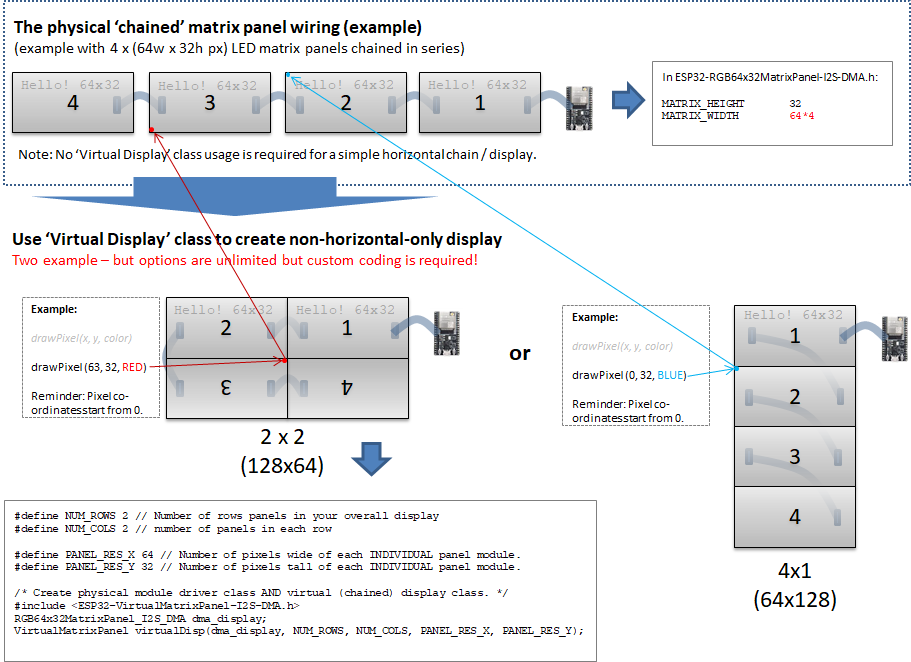 The physical ‘chained’ matrix panel wiring (example)
(example with 4 x (64w x 32h px) LED matrix panels chained in series)
Hello! 64x32
4
Hello! 64x32
3
Hello! 64x32
2
Hello! 64x32
1
In ESP32-RGB64x32MatrixPanel-I2S-DMA.h:
MATRIX_HEIGHT 32
MATRIX_WIDTH 64*4
Note: No ‘Virtual Display’ class usage is required for a simple horizontal chain / display.
Use ‘Virtual Display’ class to create non-horizontal-only display
Two example – but options are unlimited but custom coding is required!
Example:
drawPixel(x, y, color)
drawPixel (63, 32, RED)
Reminder: Pixel co-
ordinatesstart from 0.
Hello! 64x32
2
Hello! 64x32
1
3
4
2 x 2
(128x64)
or
Example:
drawPixel(x, y, color)
drawPixel (0, 32, BLUE)
Reminder: Pixel co-
ordinatesstart from 0.
Hello! 64x32
1
2
3
4
4x1
(64x128)
#define NUM_ROWS 2 // Number of rows panels in your overall display
#define NUM_COLS 2 // number of panels in each row
#define PANEL_RES_X 64 // Number of pixels wide of each INDIVIDUAL panel module.
#define PANEL_RES_Y 32 // Number of pixels tall of each INDIVIDUAL panel module.
/* Create physical module driver class AND virtual (chained) display class. */
#include <ESP32-VirtualMatrixPanel-I2S-DMA.h>
RGB64x32MatrixPanel_I2S_DMA dma_display;
VirtualMatrixPanel virtualDisp(dma_display, NUM_ROWS, NUM_COLS, PANEL_RES_X, PANEL_RES_Y);